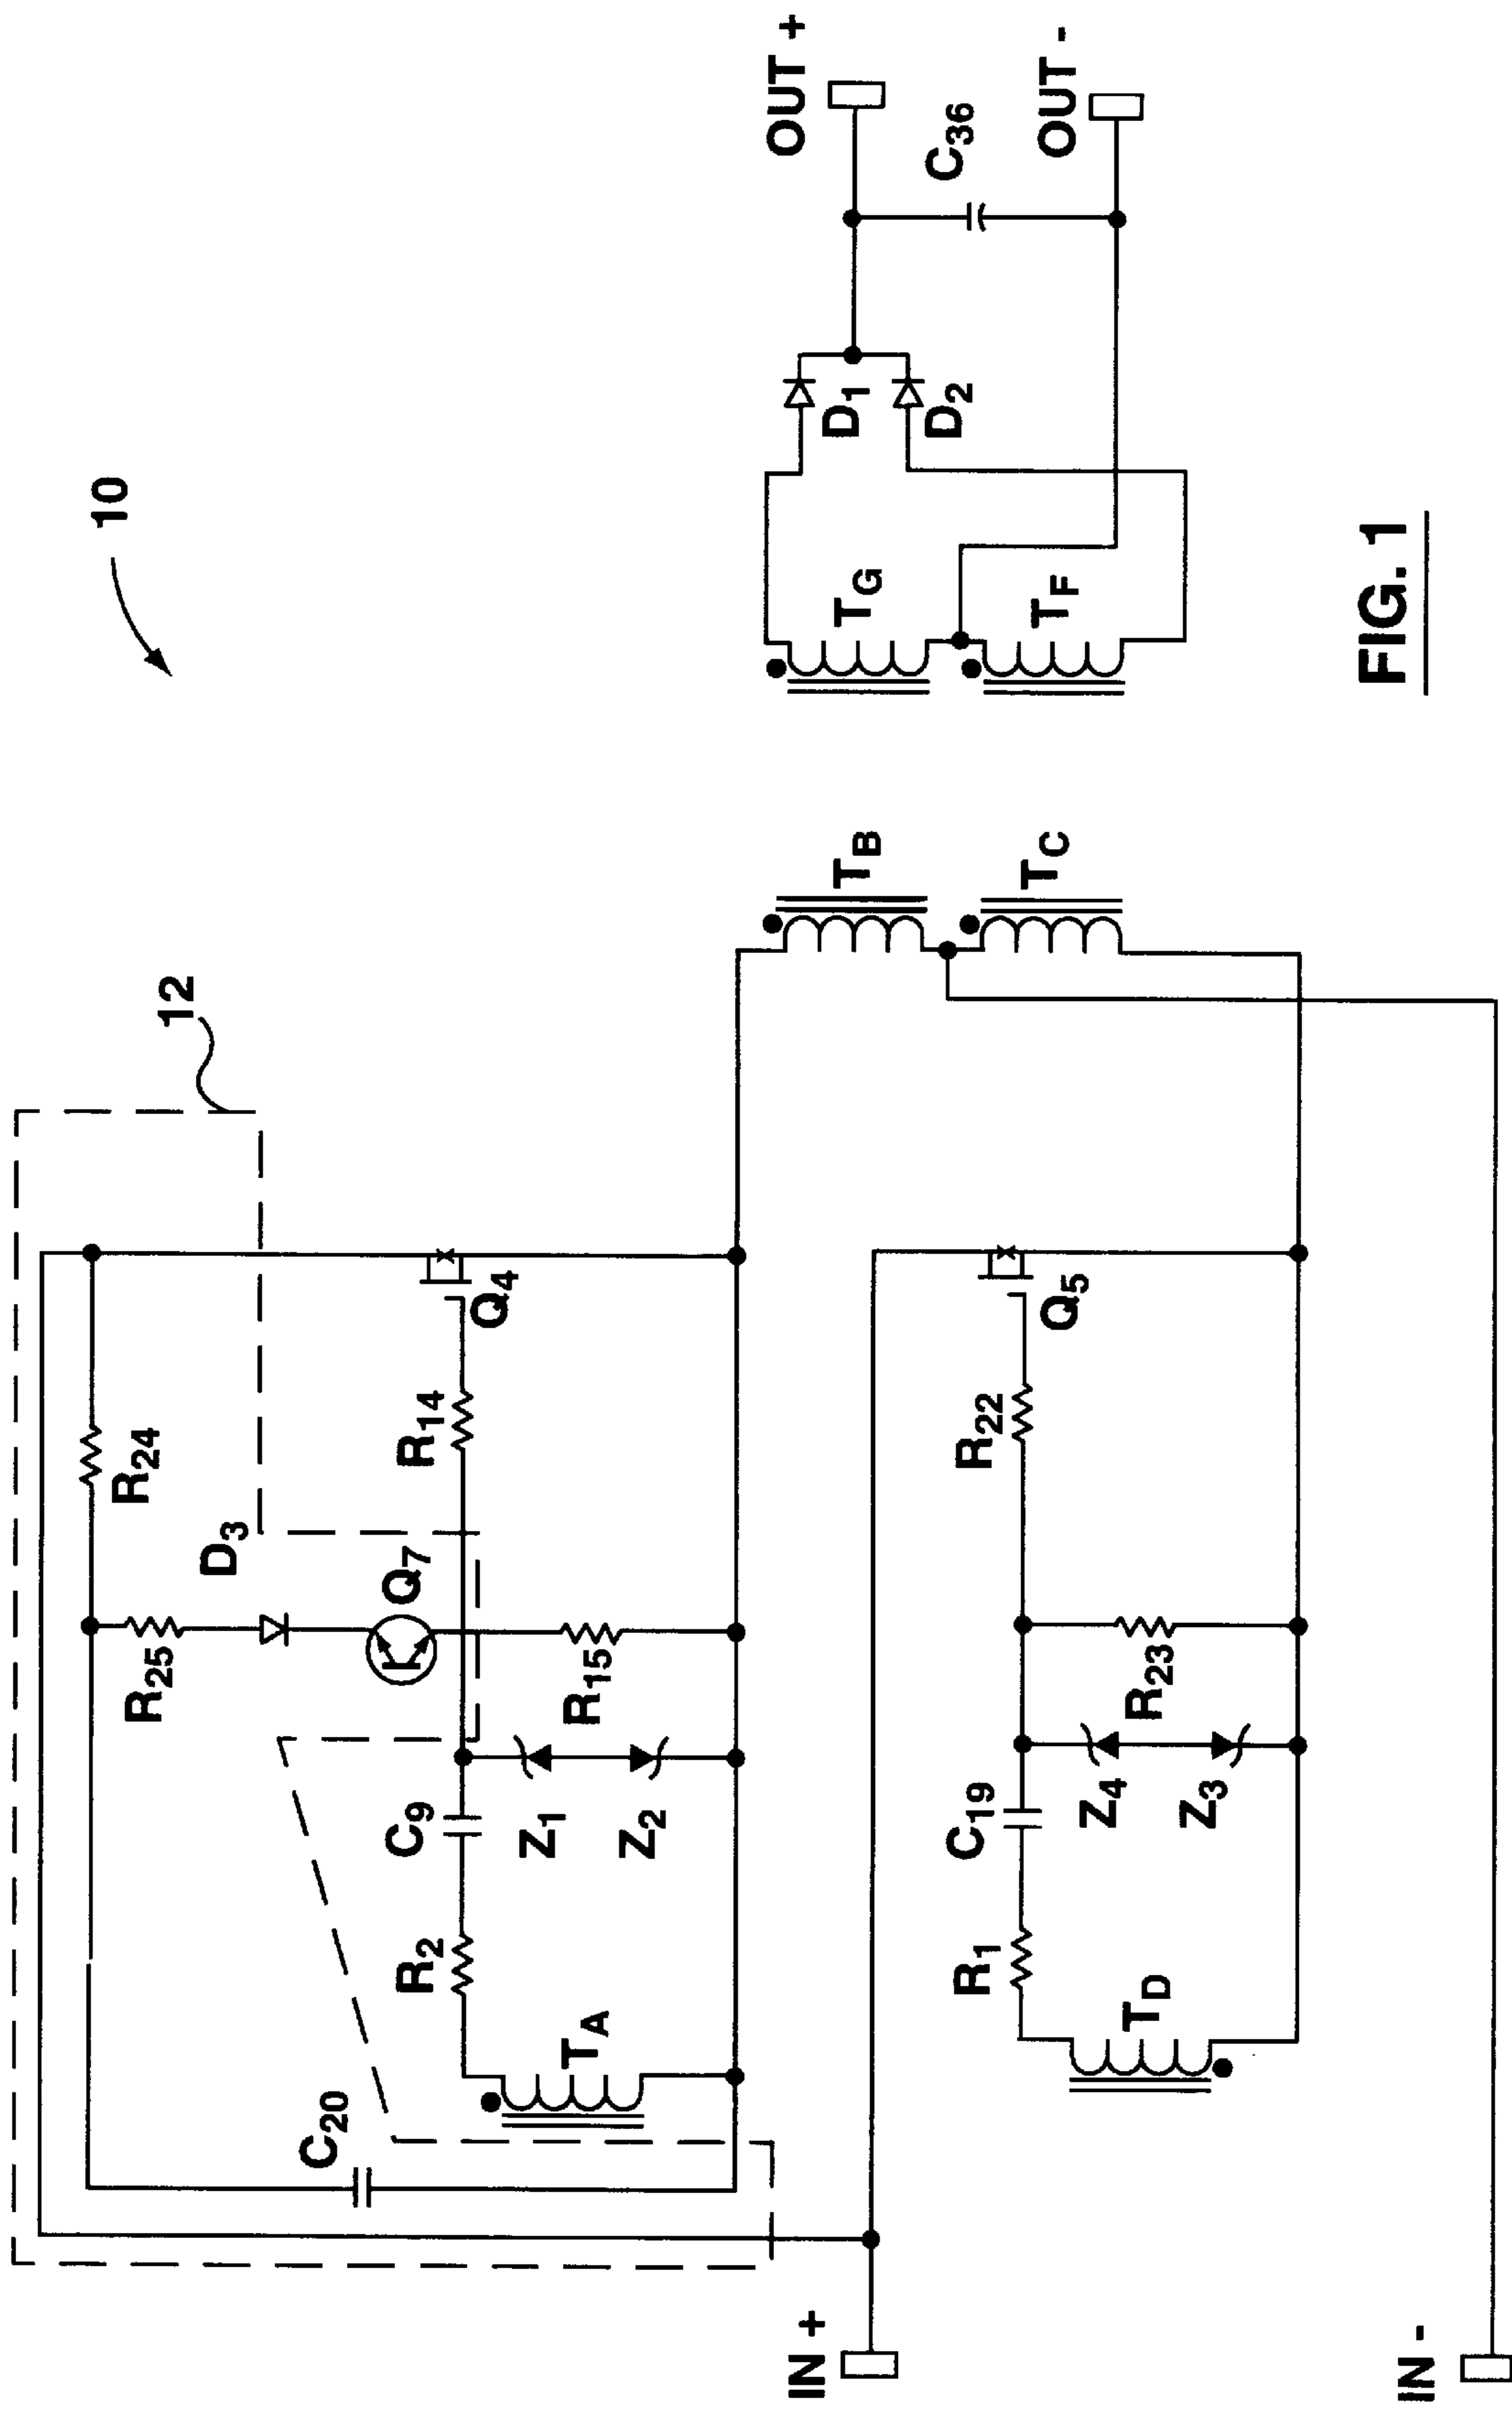 10
R24
12
R25
D3
C20
R2
C9
Q7
R14
Q4
Z1
TA
R15
Z2
OUT +
IN +
TB
TG
D1
D2
C36
R1
C19
R22
TC
TF
OUT -
Q5
Z4
TD
R23
Z3
FIG. 1
IN -